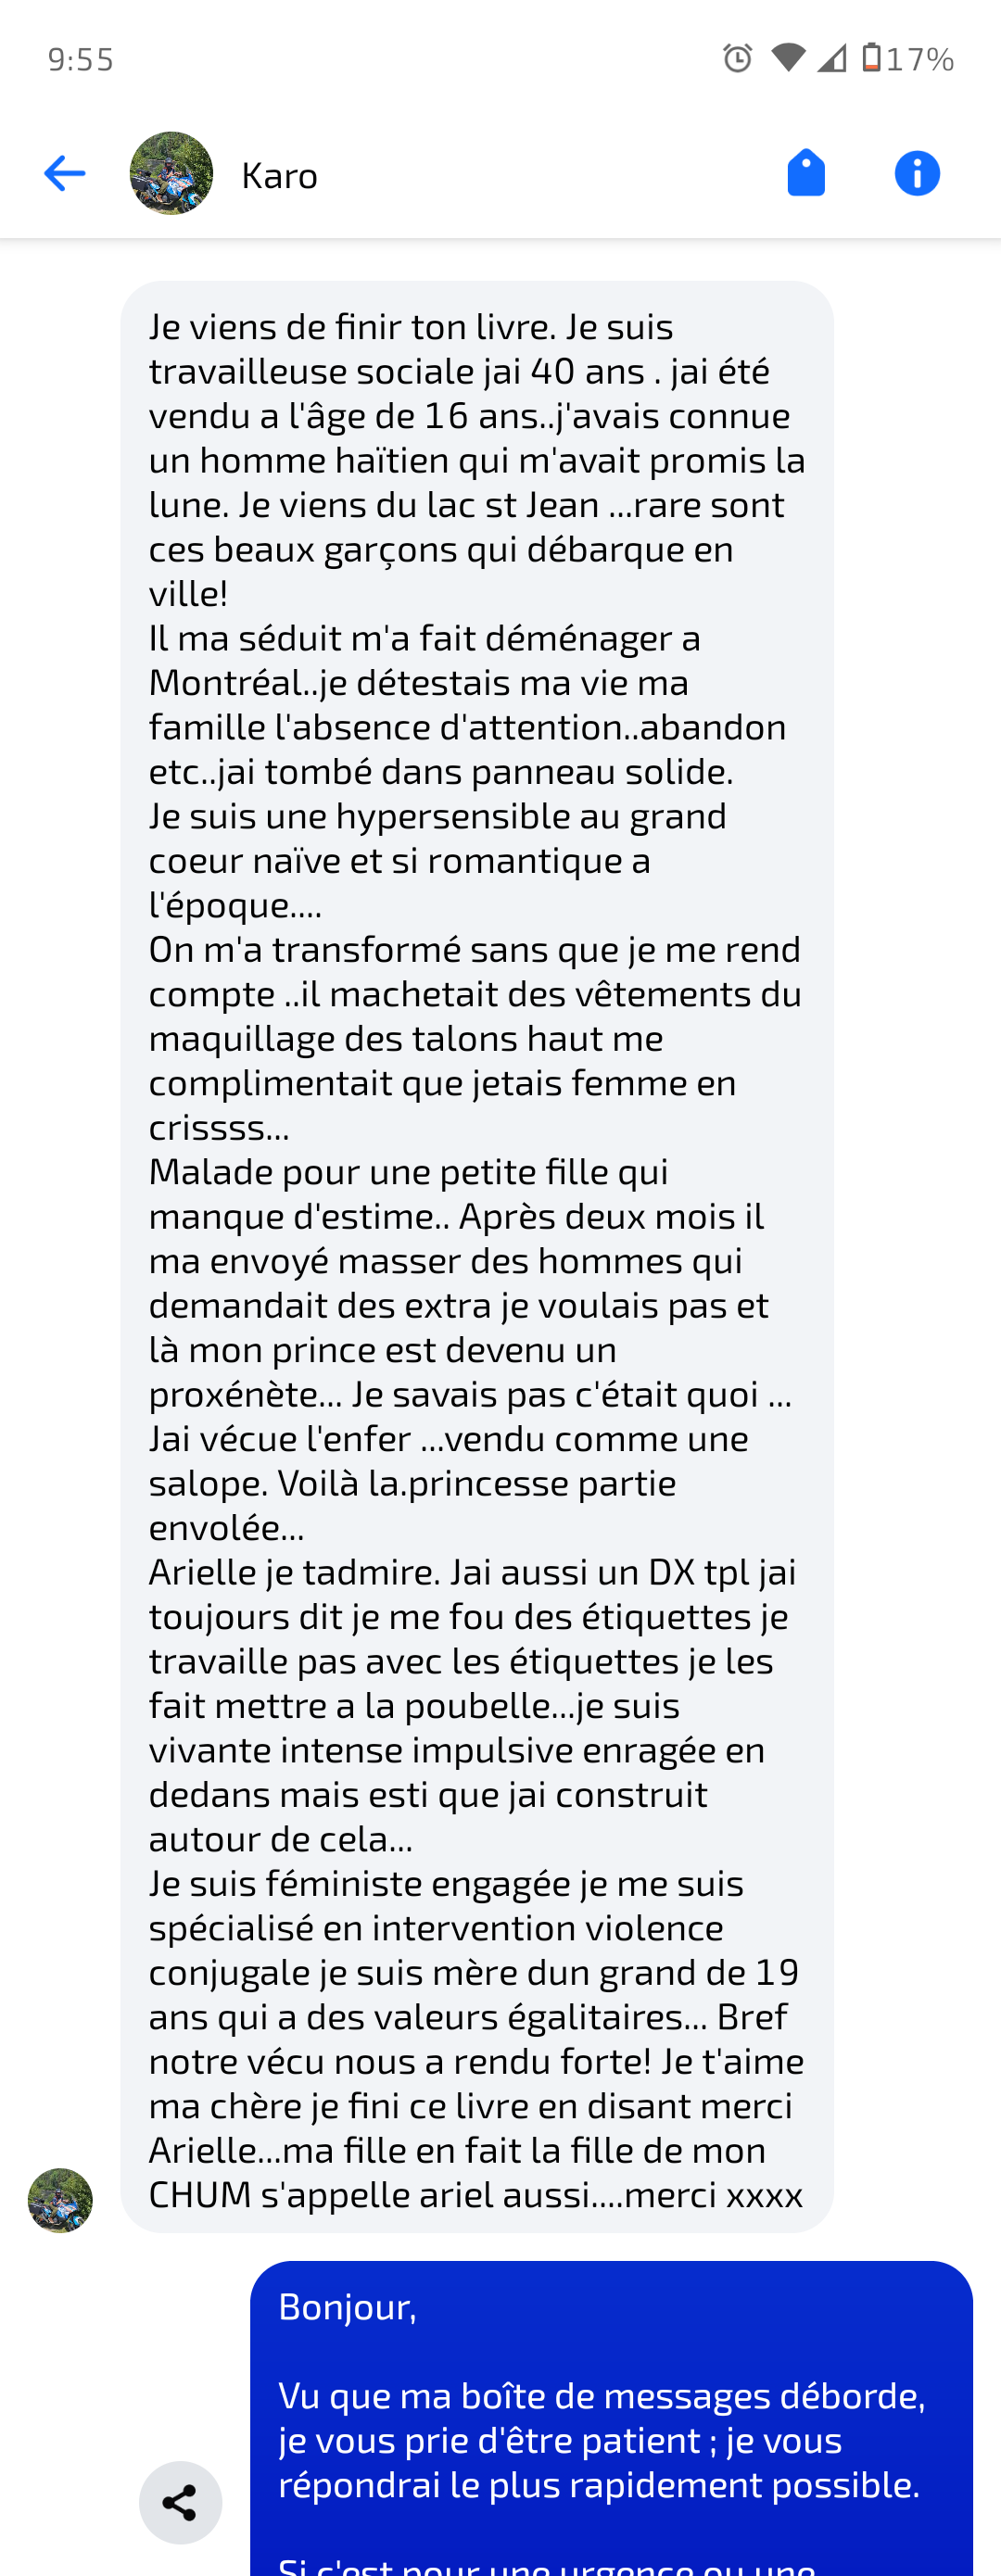 9:55
17%
Karo
Je viens de finir ton livre. Je suis
travailleuse sociale jai 40 ans . jai été
vendu a l'âge de 16 ans..j'avais connue
un homme haïtien qui m'avait promis la
lune. Je viens du lac st Jean ...rare sont
ces beaux garçons qui débarque en
ville!
Il ma séduit m'a fait déménager a
Montréal..je détestais ma vie ma
famille l'absence d'attention..abandon
etc..jai tombé dans panneau solide.
Je suis une hypersensible au grand
coeur naïve et si romantique a
l'époque....
On m'a transformé sans que je me rend
compte ..il machetait des vêtements du
maquillage des talons haut me
complimentait que jetais femme en
crissss...
Malade pour une petite fille qui
manque d'estime.. Après deux mois il
ma envoyé masser des hommes qui
demandait des extra je voulais pas et
là mon prince est devenu un
proxénète... Je savais pas c'était quoi ...
Jai vécue l'enfer ...vendu comme une
salope. Voilà la.princesse partie
envolée...
Arielle je tadmire. Jai aussi un DX tpl jai
toujours dit je me fou des étiquettes je
travaille pas avec les étiquettes je les
fait mettre a la poubelle...je suis
vivante intense impulsive enragée en
dedans mais esti que jai construit
autour de cela...
Je suis féministe engagée je me suis
spécialisé en intervention violence
conjugale je suis mère dun grand de 19
ans qui a des valeurs égalitaires... Bref
notre vécu nous a rendu forte! Je t'aime
ma chère je fini ce livre en disant merci
Arielle...ma fille en fait la fille de mon
CHUM s'appelle ariel aussi....merci xxxx
Bonjour,
Vu que ma boîte de messages déborde,
je vous prie d'être patient ; je vous
répondrai le plus rapidement possible.
Si c'est pour une urgence ou une